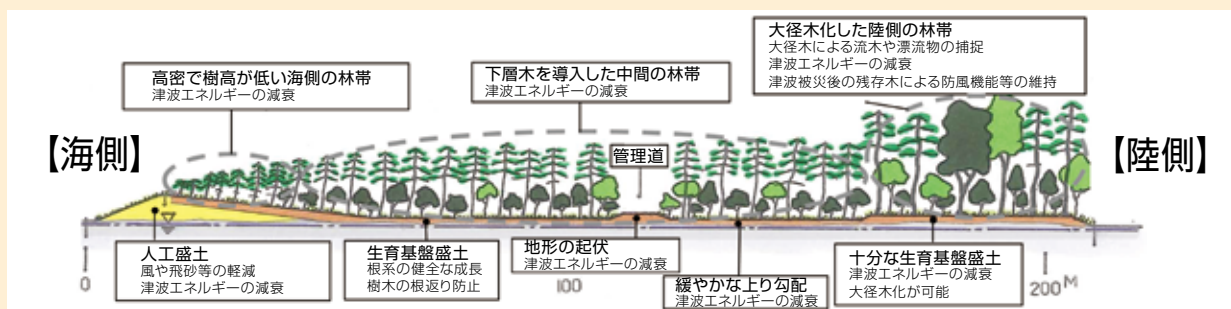 大径木化した陸側の林帯
大径木による流木や漂流物の捕捉
津波エネルギーの減衰
津波被災後の残存木による防風機能等の維持
高密で樹高が低い海側の林帯
津波エネルギーの減衰
下層木を導入した中間の林帯
津波エネルギーの減衰
【海側】
管理道
【陸側】
人工盛土
風や飛砂等の軽減
津波エネルギーの減衰
生育基盤盛土
根系の健全な成長
樹木の根返り防止
地形の起伏
津波エネルギーの減衰
緩やかな上り勾配
津波エネルギーの減衰
十分な生育基盤盛土
津波エネルギーの減衰
大径木化が可能
0
100
200M